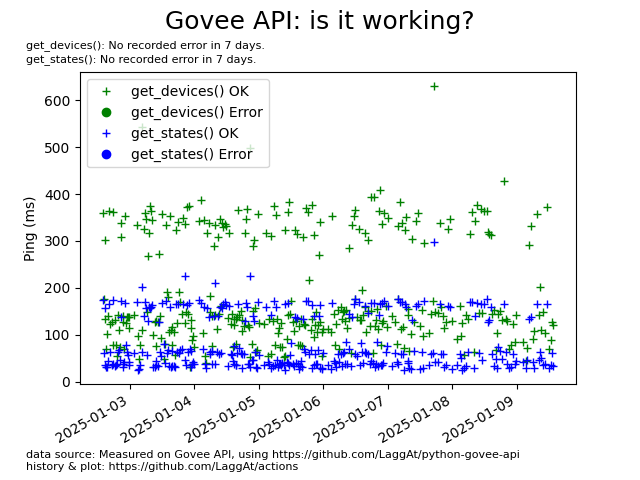 Govee API: is it working?
get_devices(): No recorded error in 7 days.
get_states(): No recorded error in 7 days.
get_devices() OK
get_devices() Error
get_states() OK
get_states() Error
600
500
400
300
200
100
0
Ping (ms)
2025-01-03
2025-01-04
2025-01-05
2025-01-06
2025-01-07
2025-01-08
2025-01-09
data source: Measured on Govee API, using https://github.com/LaggAt/python-govee-api
history & plot: https://github.com/LaggAt/actions